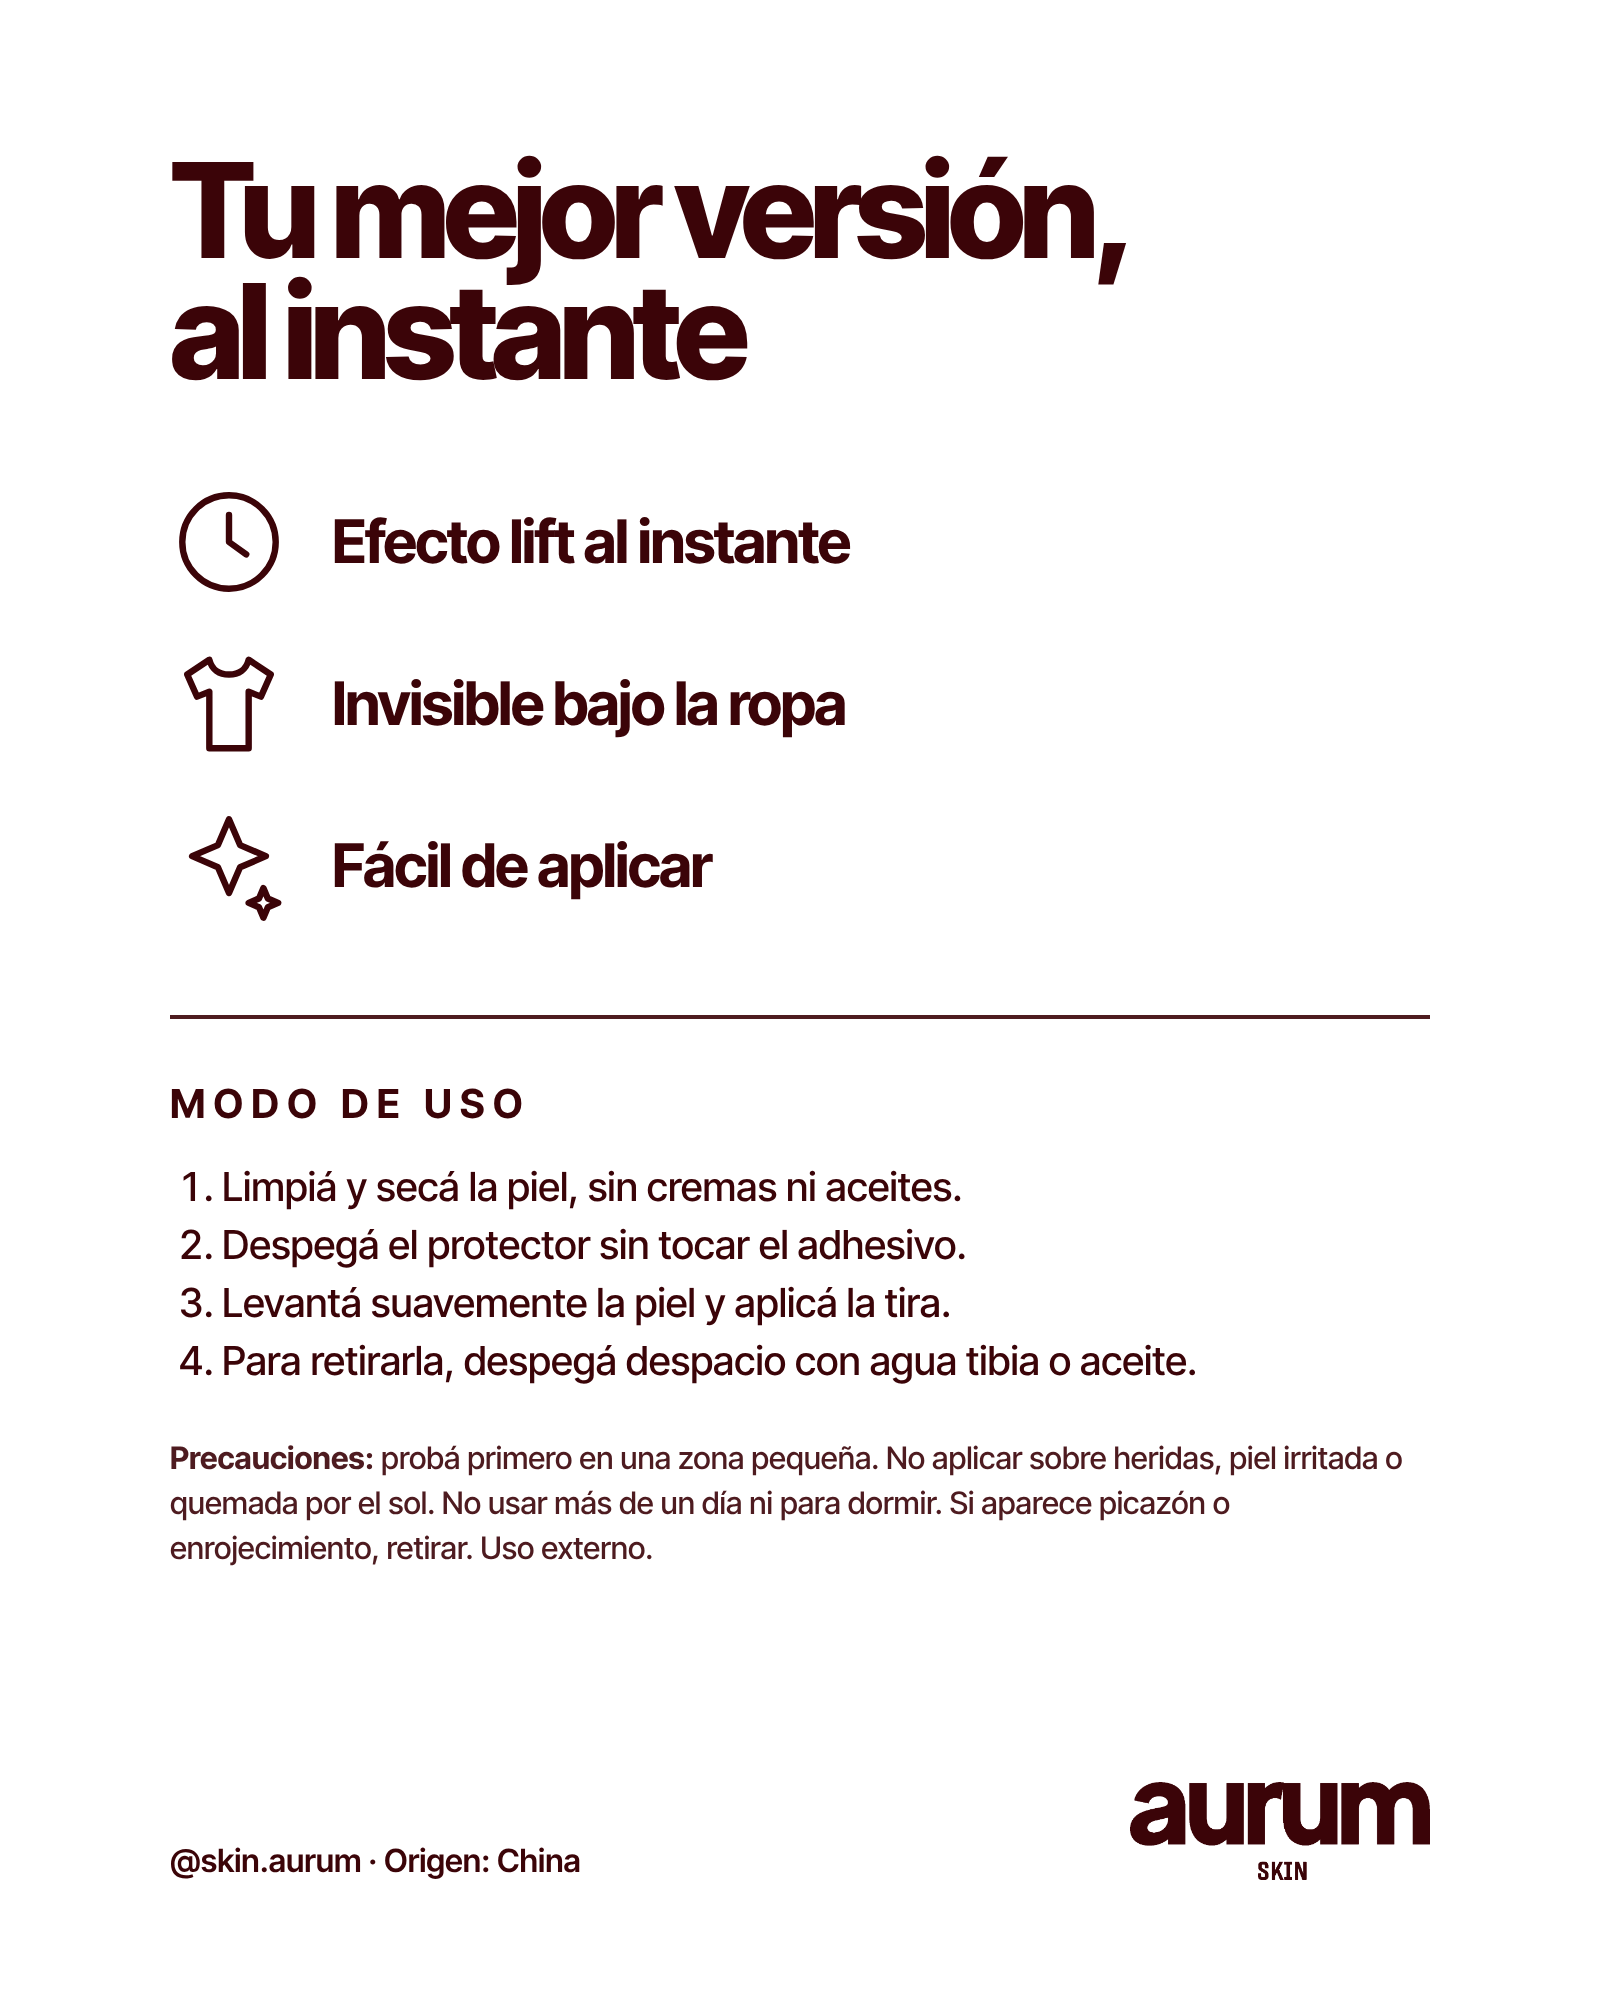 Tu mejor versión,
al instante
Efecto lift al instante
Invisible bajo la ropa
Fácil de aplicar
MODO DE USO
1. Limpiá y secá la piel, sin cremas ni aceites.
2. Despegá el protector sin tocar el adhesivo.
3. Levantá suavemente la piel y aplicá la tira.
4. Para retirarla, despegá despacio con agua tibia o aceite.
Precauciones: probá primero en una zona pequeña. No aplicar sobre heridas, piel irritada o
quemada por el sol. No usar más de un día ni para dormir. Si aparece picazón o
enrojecimiento, retirar. Uso externo.
@skin.aurum · Origen: China
aurum
SKIN